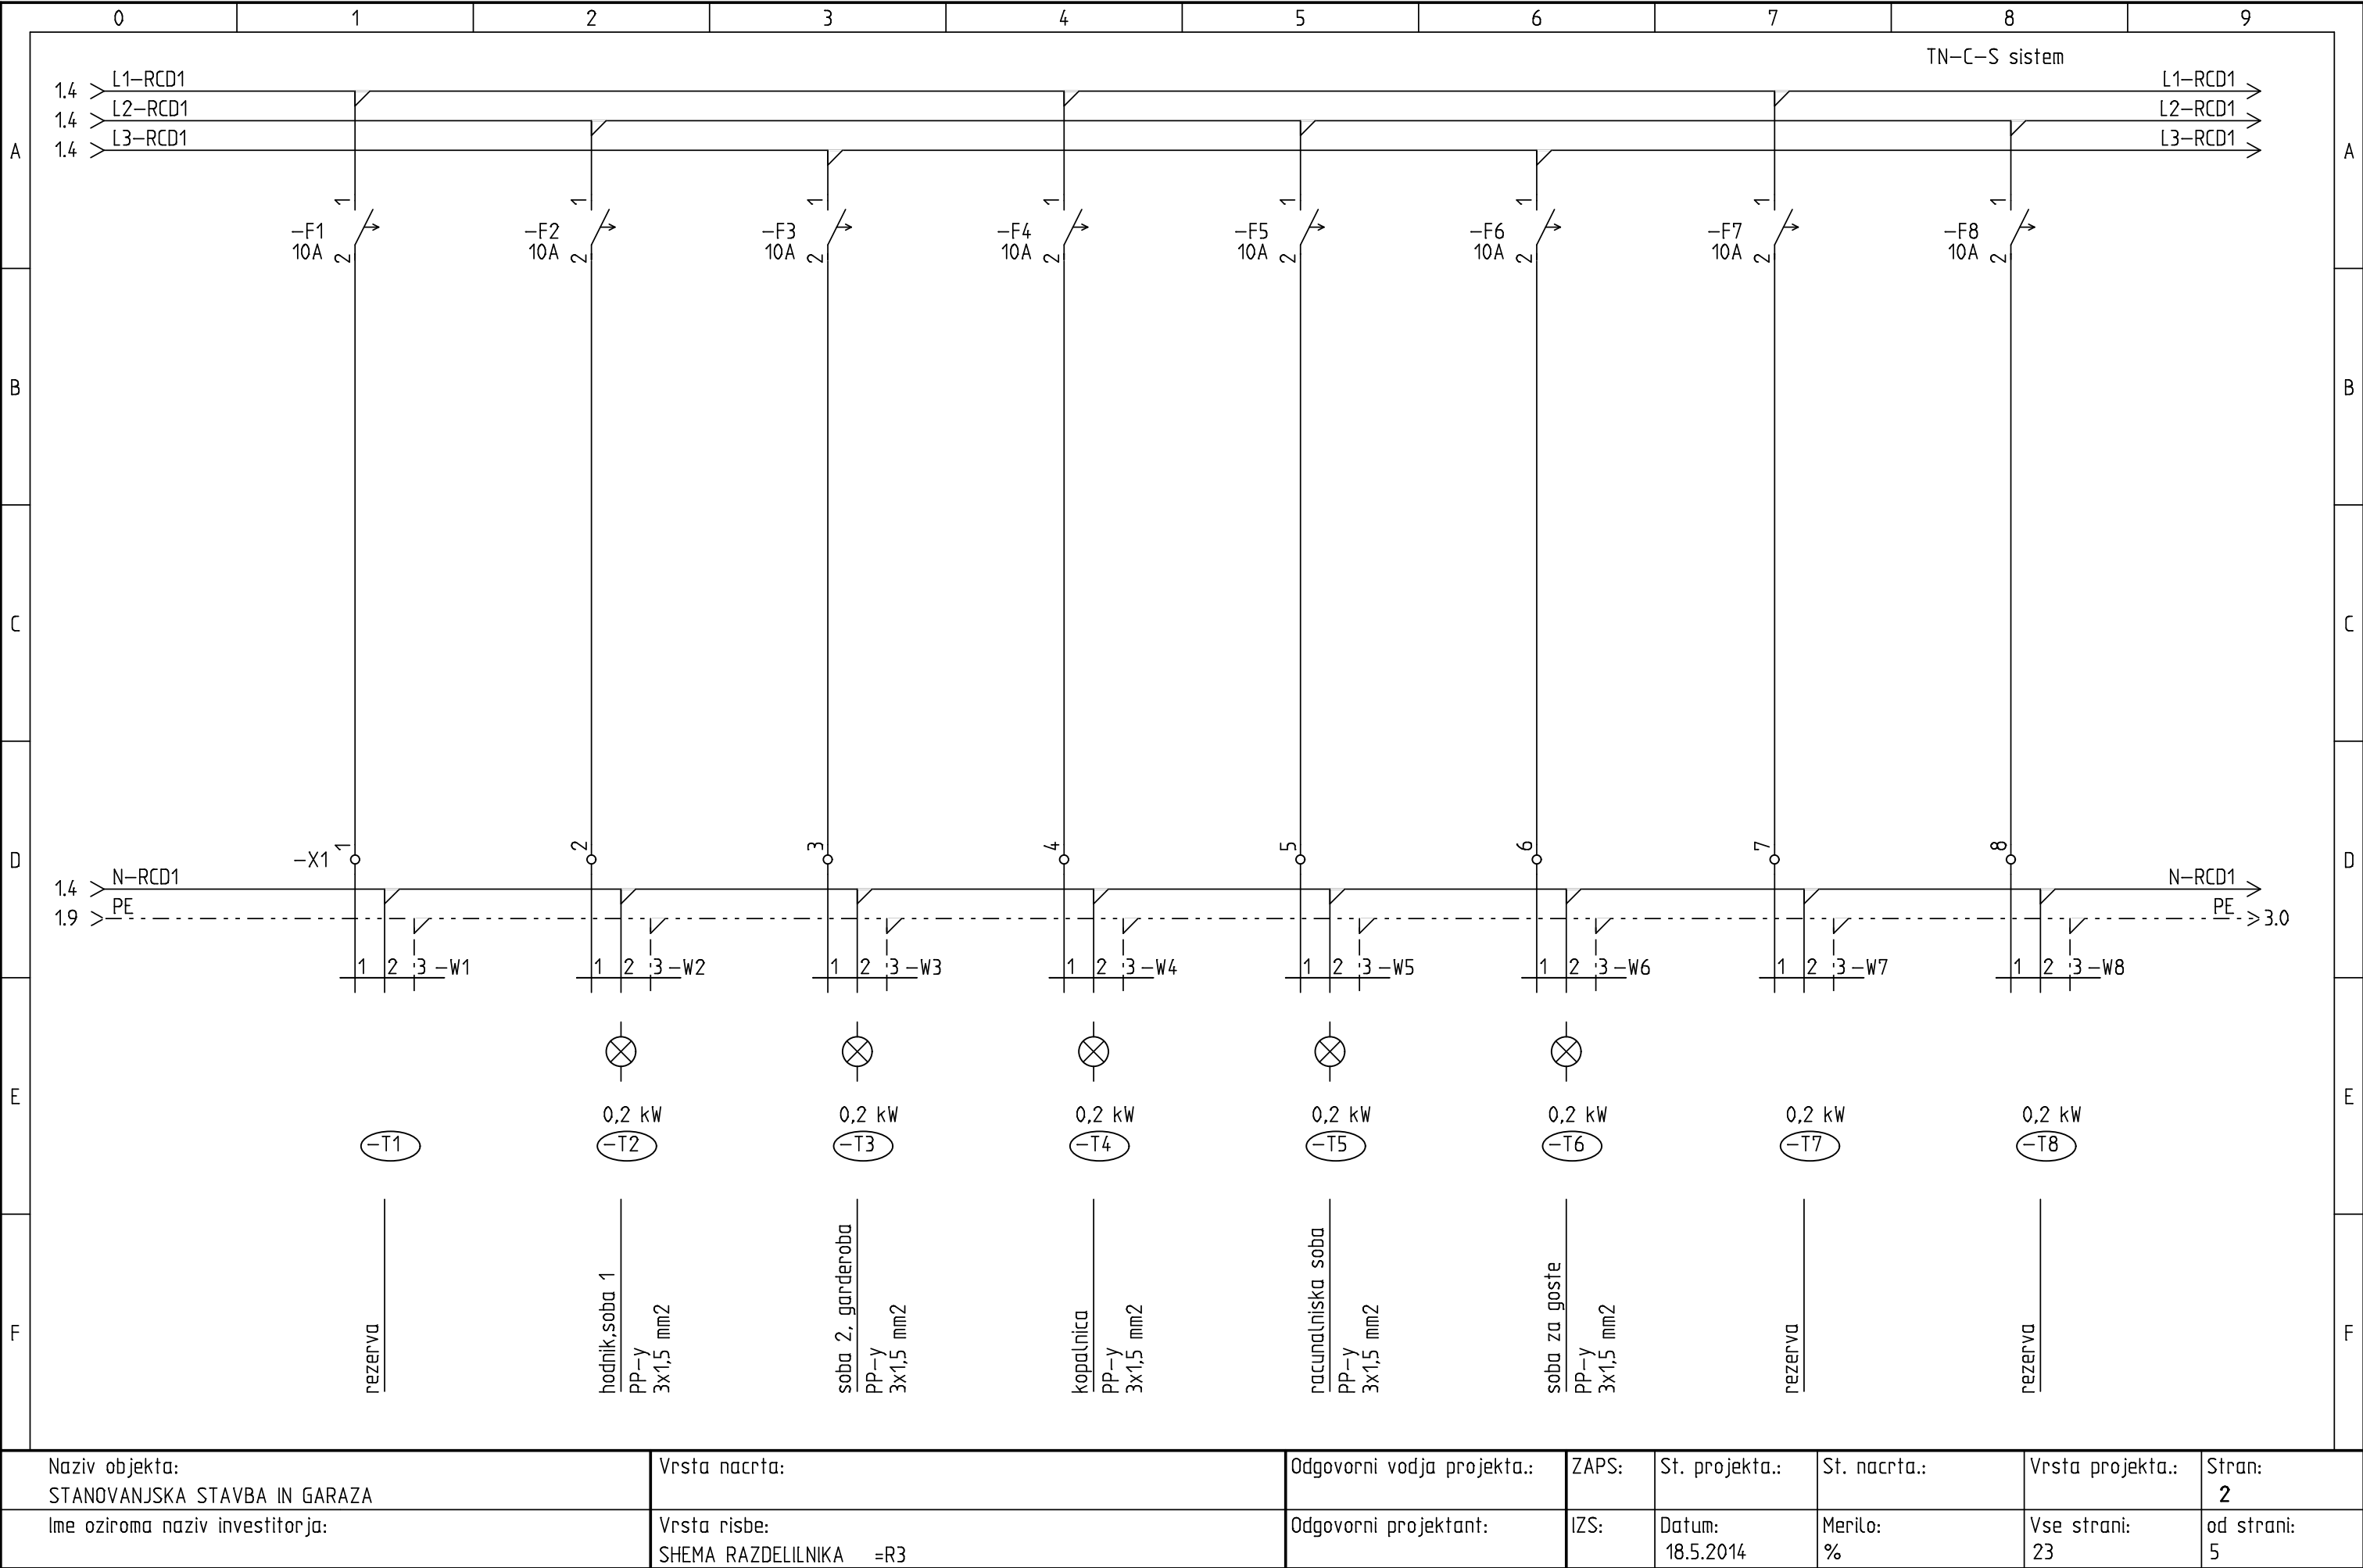 0 1 2 3 4 5 6 7 8 9
TN-C-S sistem
1.4 L1-RCD1 L1-RCD1
1.4 L2-RCD1 L2-RCD1
1.4 L3-RCD1 L3-RCD1
A A
1 1 1 1 1 1 1 1
-F1 -F2 -F3 -F4 -F5 -F6 -F7 -F8
10A 10A 10A 10A 10A 10A 10A 10A
2 2 2 2 2 2 2 2
B B
C C
D -X1 1 2 3 4 5 6 7 8 D
1.4 N-RCD1 N-RCD1
1.9 PE PE 3.0
1 2 3 -W1 1 2 3 -W2 1 2 3 -W3 1 2 3 -W4 1 2 3 -W5 1 2 3 -W6 1 2 3 -W7 1 2 3 -W8
E E
0,2 kW 0,2 kW 0,2 kW 0,2 kW 0,2 kW 0,2 kW 0,2 kW
-T1 -T2 -T3 -T4 -T5 -T6 -T7 -T8
F F
rezerva
hodnik,soba 1
PP-y
3x1,5 mm2
soba 2, garderoba
PP-y
3x1,5 mm2
kopalnica
PP-y
3x1,5 mm2
racunalniska soba
PP-y
3x1,5 mm2
soba za goste
PP-y
3x1,5 mm2
rezerva
rezerva
Naziv objekta: Vrsta nacrta: Odgovorni vodja projekta.: ZAPS: St. projekta.: St. nacrta.: Vrsta projekta.: Stran:
STANOVANJSKA STAVBA IN GARAZA 2
Ime oziroma naziv investitorja: Vrsta risbe: Odgovorni projektant: IZS: Datum: Merilo: Vse strani: od strani:
SHEMA RAZDELILNIKA =R3 18.5.2014 % 23 5